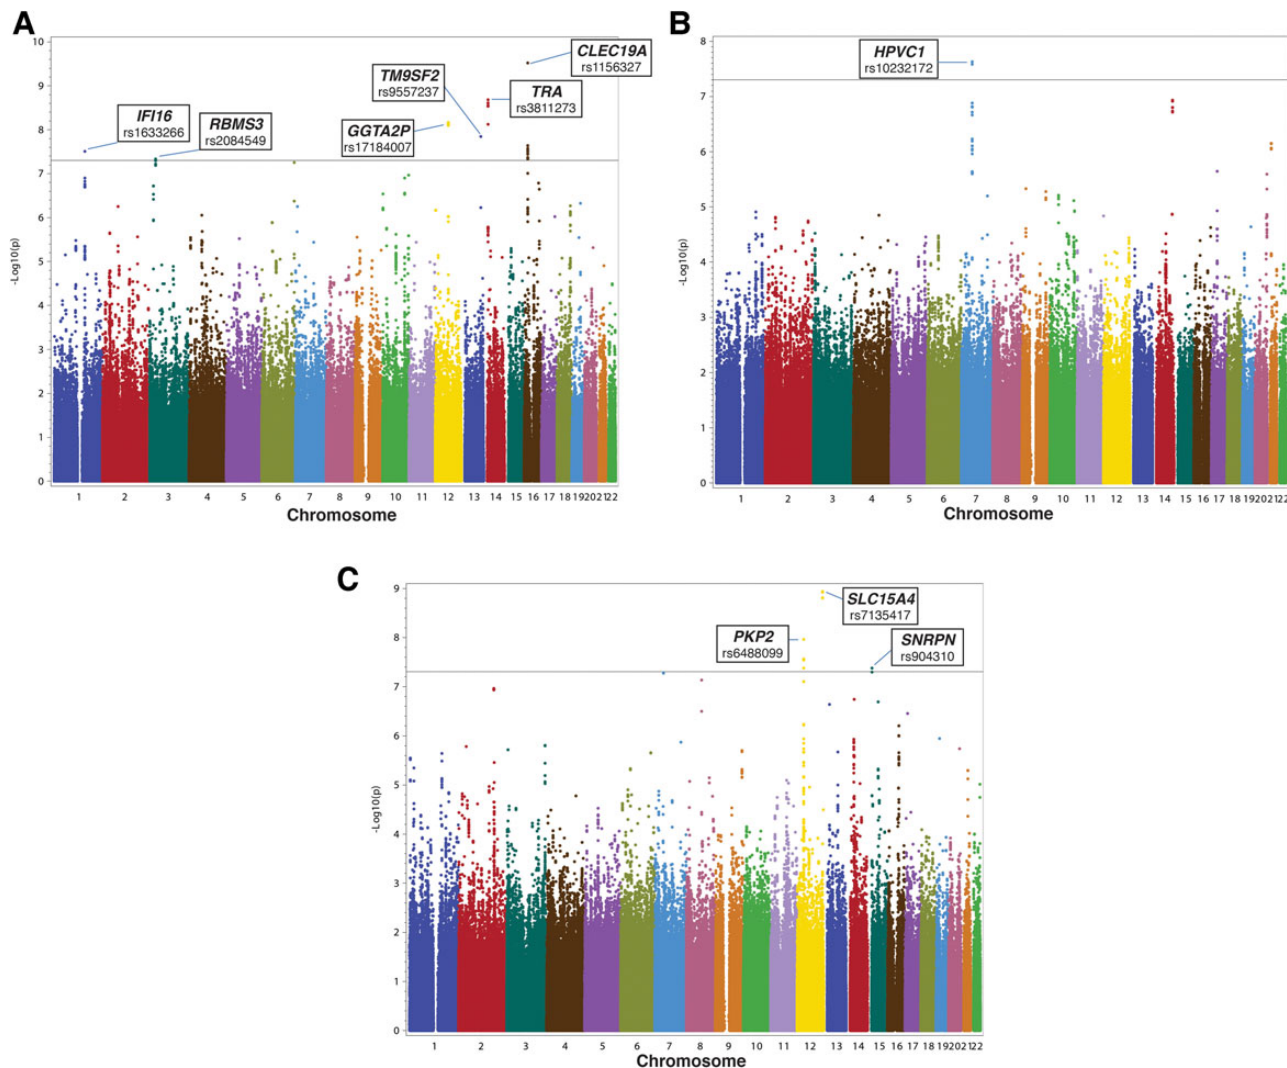 A
10
9
8
7
6
5
4
3
2
1
0
-Log10(p)
IFI16
rs1633266
RBMS3
rs2084549
GGTA2P
rs17184007
TM9SF2
rs9557237
TRA
rs3811273
CLEC19A
rs1156327
1 2 3 4 5 6 7 8 9 10 11 12 13 14 15 16 17 18 19 20 21 22
Chromosome
B
8
7
6
5
4
3
2
1
0
HPVC1
rs10232172
1 2 3 4 5 6 7 8 9 10 11 12 13 14 15 16 17 18 19 20 21 22
Chromosome
C
9
8
7
6
5
4
3
2
1
0
-Log10(p)
PKP2
rs6488099
SLC15A4
rs7135417
SNRPN
rs904310
1 2 3 4 5 6 7 8 9 10 11 12 13 14 15 16 17 18 19 20 21 22
Chromosome